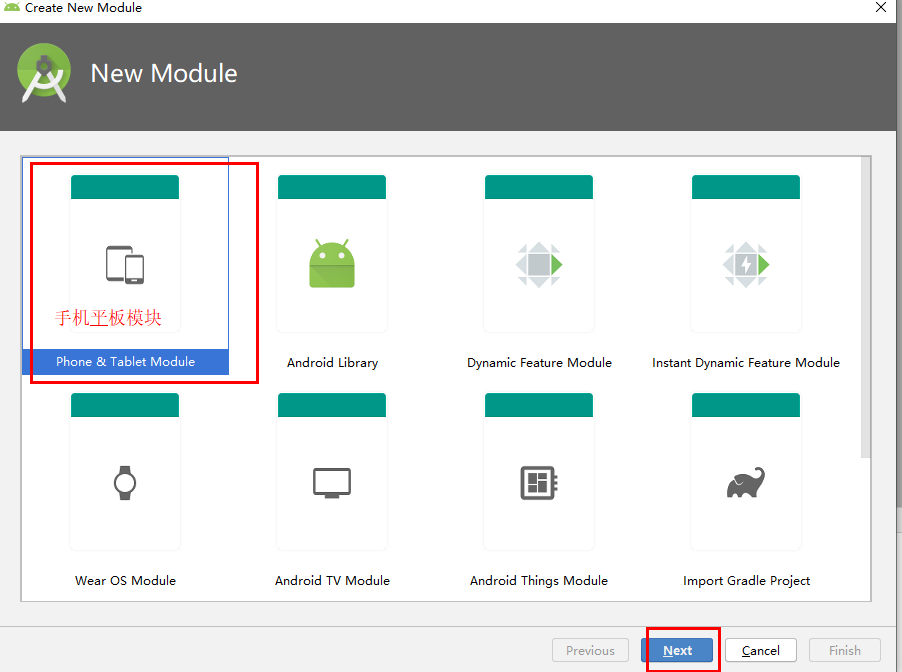 Create New Module
New Module
手机平板模块
Phone & Tablet Module
Android Library
Dynamic Feature Module
Instant Dynamic Feature Module
Wear OS Module
Android TV Module
Android Things Module
Import Gradle Project
Previous
Next
Cancel
Finish